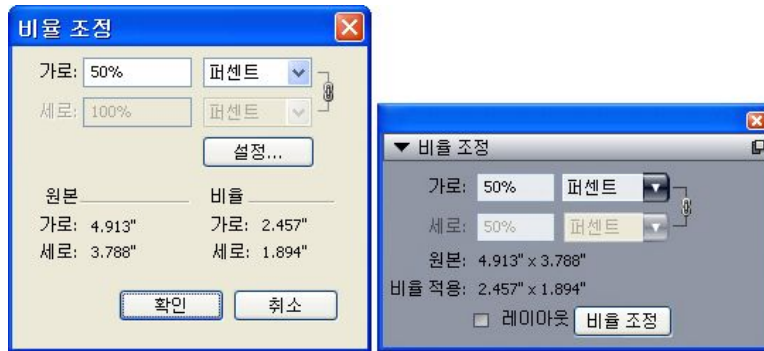 비율 조정
가로: 50% 퍼센트
세로: 100% 퍼센트
설정...
원본 비율
가로: 4.913" 가로: 2.457"
세로: 3.788" 세로: 1.894"
확인 취소
비율 조정
가로: 50% 퍼센트
세로: 50% 퍼센트
원본: 4.913" x 3.788"
비율 적용: 2.457" x 1.894"
레이아웃 비율 조정